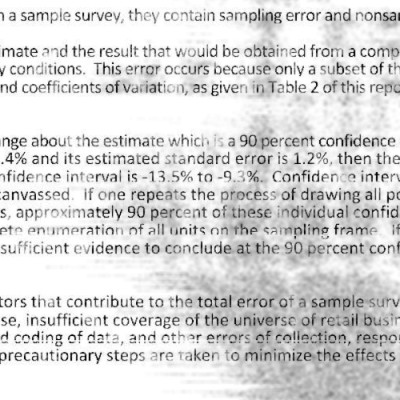 a sample survey, they contain sampling error and nonsa
imate and the result that would be obtained from a comp
y conditions. This error occurs because only a subset of th
nd coefficients of variation, as given in Table 2 of this repo
nge about the estimate which is a 90 percent confidence
.4% and its estimated standard error is 1.2%, then the
nfidence interval is -13.5% to -9.3%. Confidence interv
canvassed. If one repeats the process of drawing all po
s, approximately 90 percent of these individual confid
ete enumeration of all units on the sampling frame. If
sufficient evidence to conclude at the 90 percent conf
tors that contribute to the total error of a sample surv
se, insufficient coverage of the universe of retail busin
d coding of data, and other errors of collection, respo
precautionary steps are taken to minimize the effects